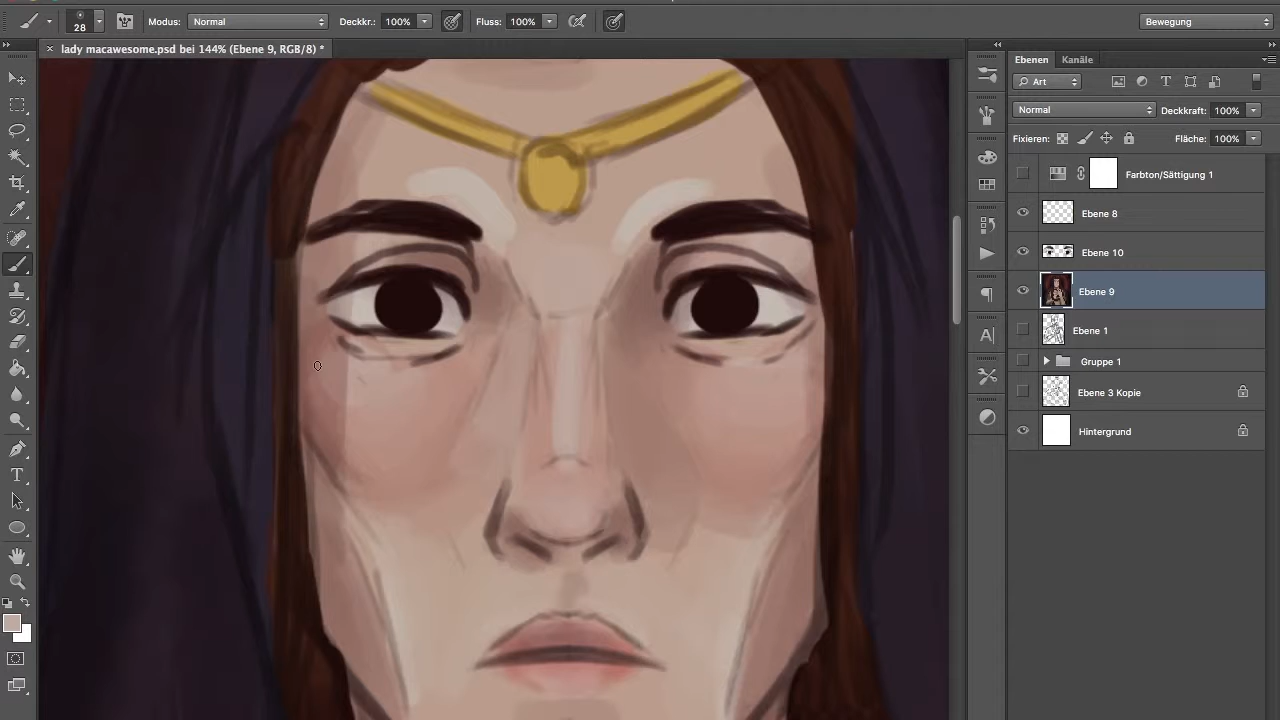 28 Modus: Normal Deckkr.: 100% Fluss: 100% Bewegung
× lady macawesome.psd bei 144% (Ebene 9, RGB/8) *
Ebenen Kanäle
Art
Normal Deckkraft: 100%
Fixieren: Fläche: 100%
Farbton/Sättigung 1
Ebene 8
Ebene 10
Ebene 9
Ebene 1
Gruppe 1
Ebene 3 Kopie
Hintergrund